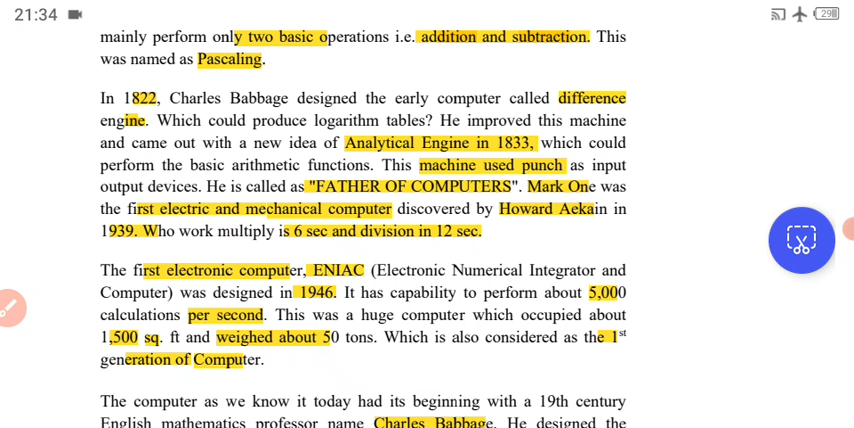 21:34
29
mainly perform only two basic operations i.e. addition and subtraction. This
was named as Pascaling.
In 1822, Charles Babbage designed the early computer called difference
engine. Which could produce logarithm tables? He improved this machine
and came out with a new idea of Analytical Engine in 1833, which could
perform the basic arithmetic functions. This machine used punch as input
output devices. He is called as "FATHER OF COMPUTERS". Mark One was
the first electric and mechanical computer discovered by Howard Aekain in
1939. Who work multiply is 6 sec and division in 12 sec.
The first electronic computer, ENIAC (Electronic Numerical Integrator and
Computer) was designed in 1946. It has capability to perform about 5,000
calculations per second. This was a huge computer which occupied about
1,500 sq. ft and weighed about 50 tons. Which is also considered as the 1st
generation of Computer.
The computer as we know it today had its beginning with a 19th century
English mathematics professor name Charles Babbage. He designed the